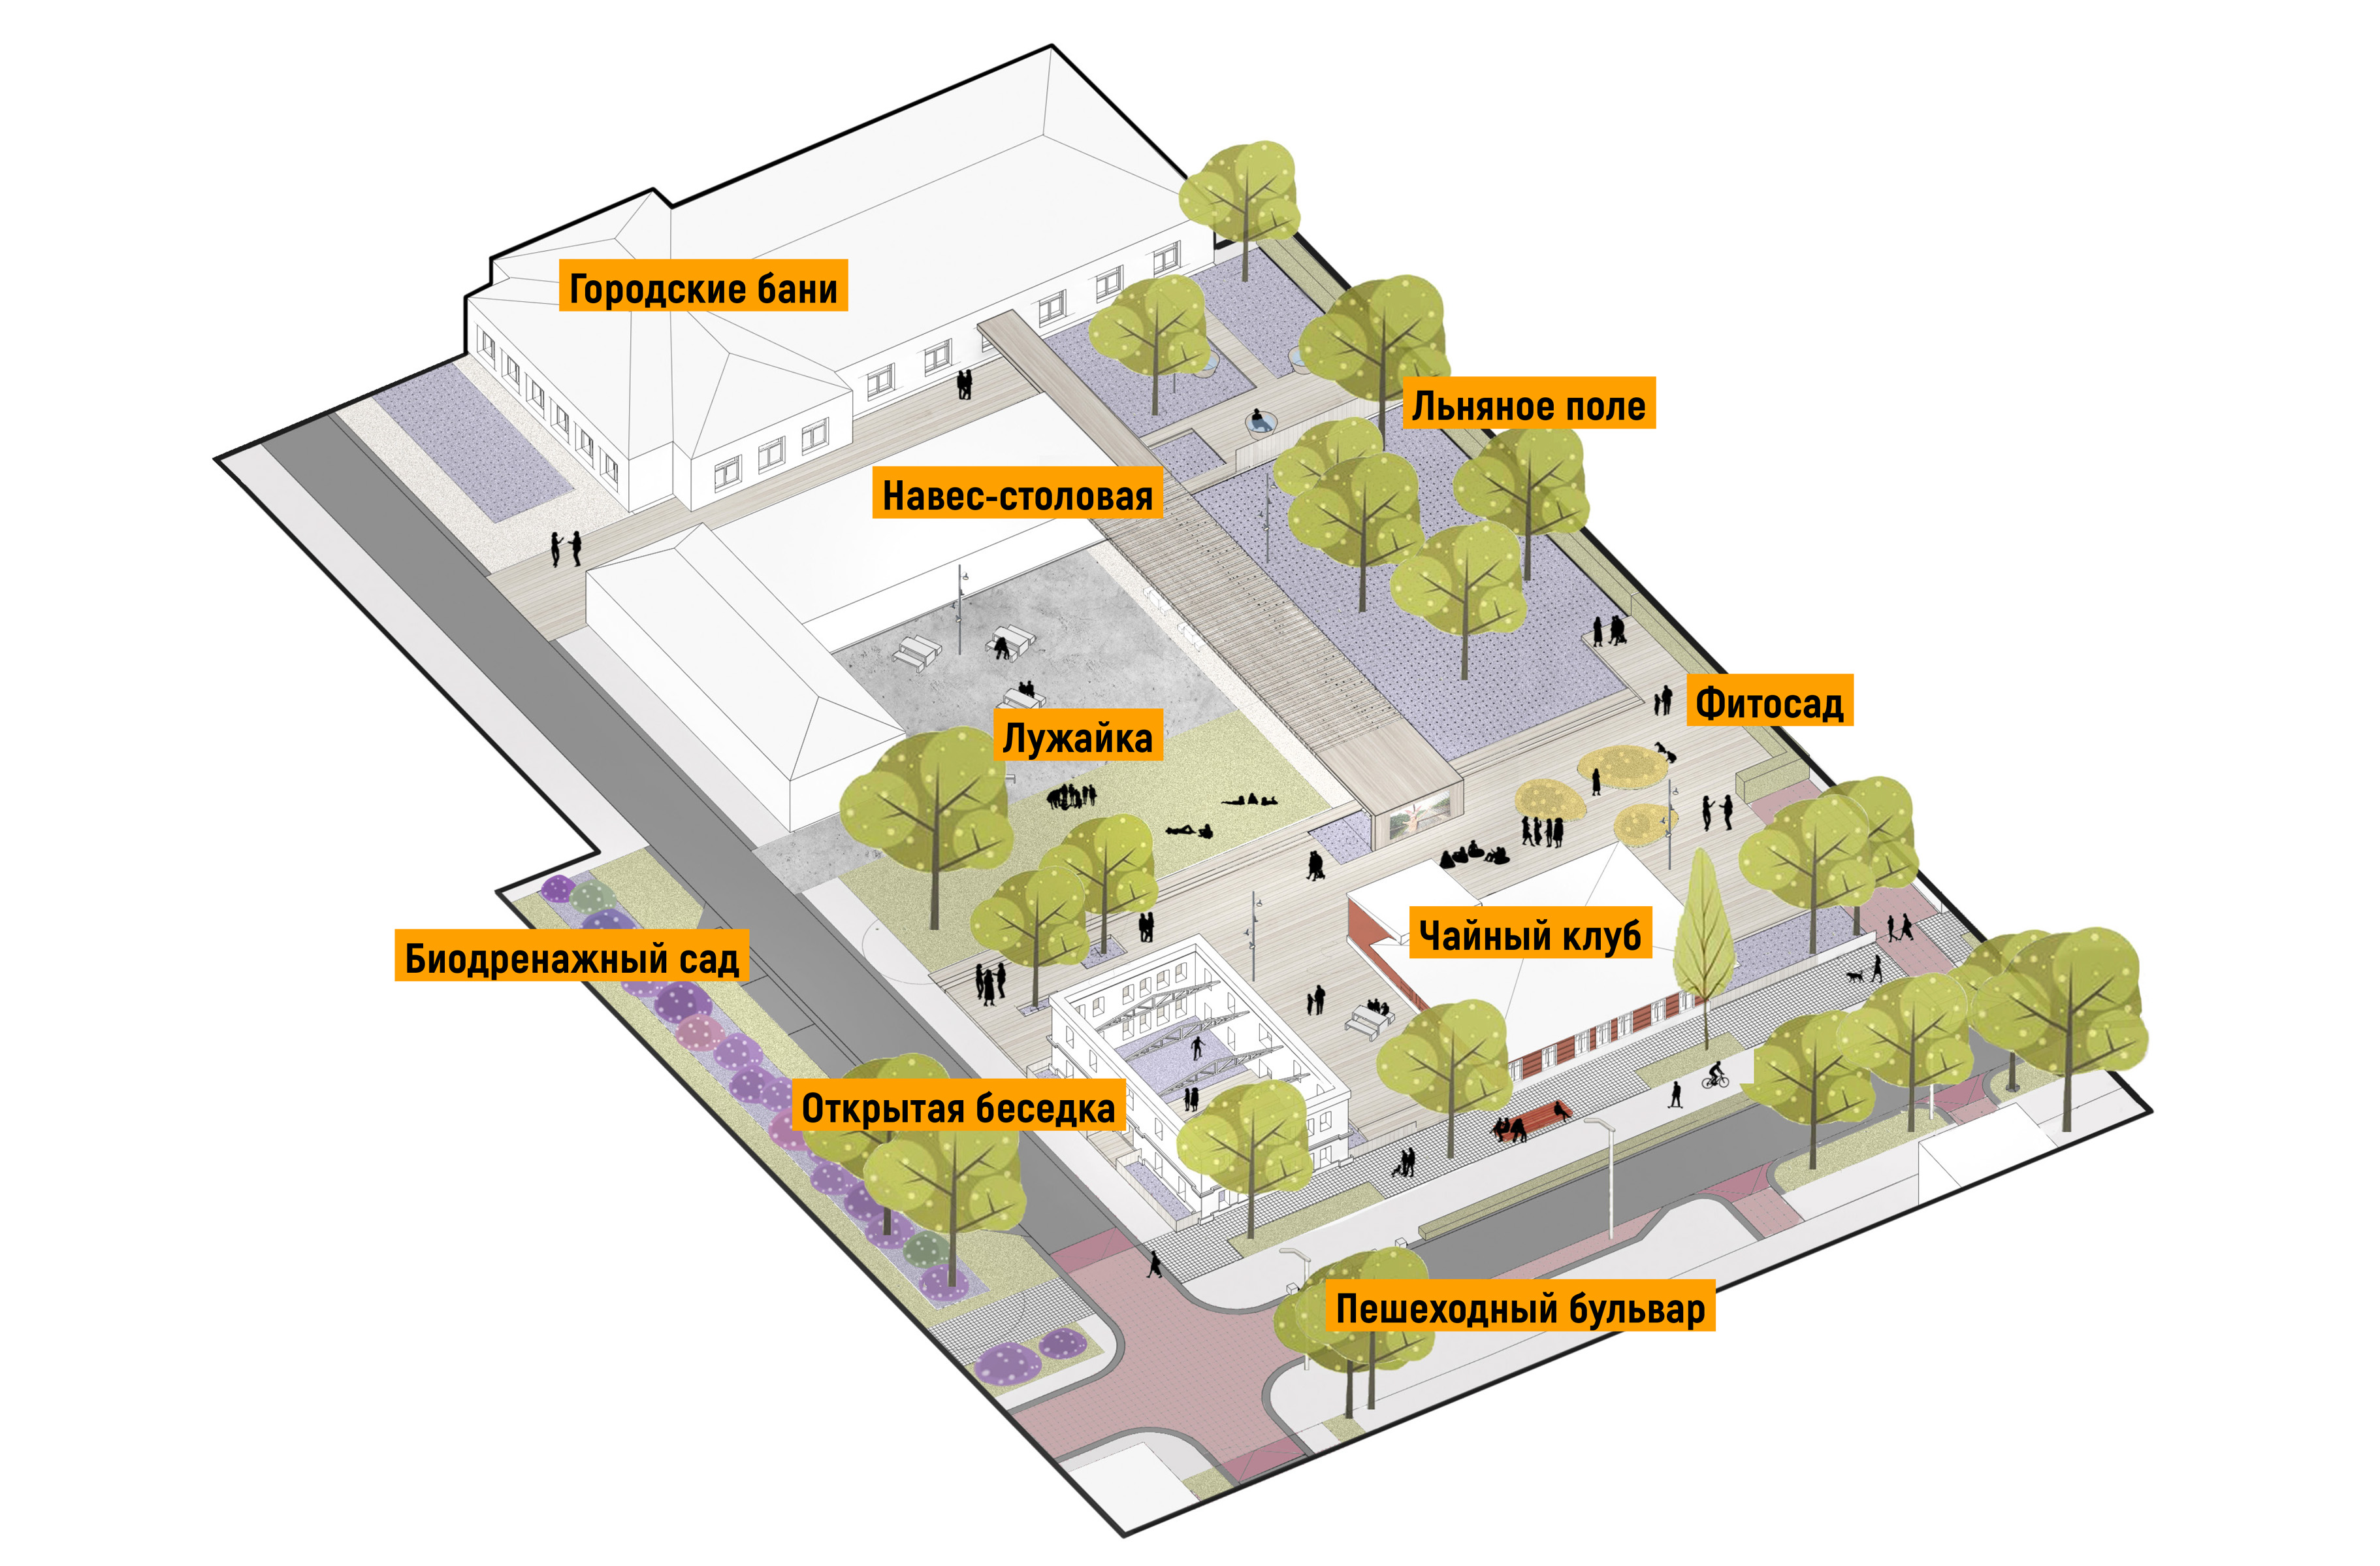 Городские бани
Льняное поле
Навес-столовая
Фитосад
Лужайка
Чайный клуб
Биодренажный сад
Открытая беседка
Пешеходный бульвар